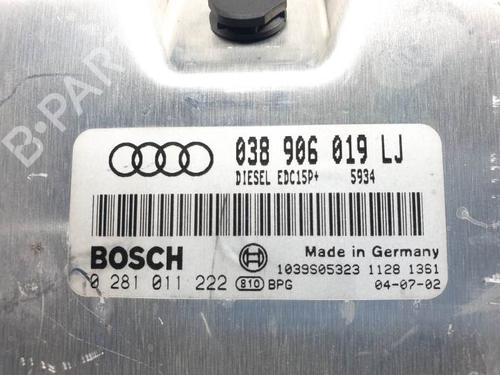 B-PARTS
038 906 019 LJ
DIESEL EDC15P+ 5934
BOSCH
Made in Germany
1039S05323 1128 1361
0 281 011 222 810 BPG 04-07-02